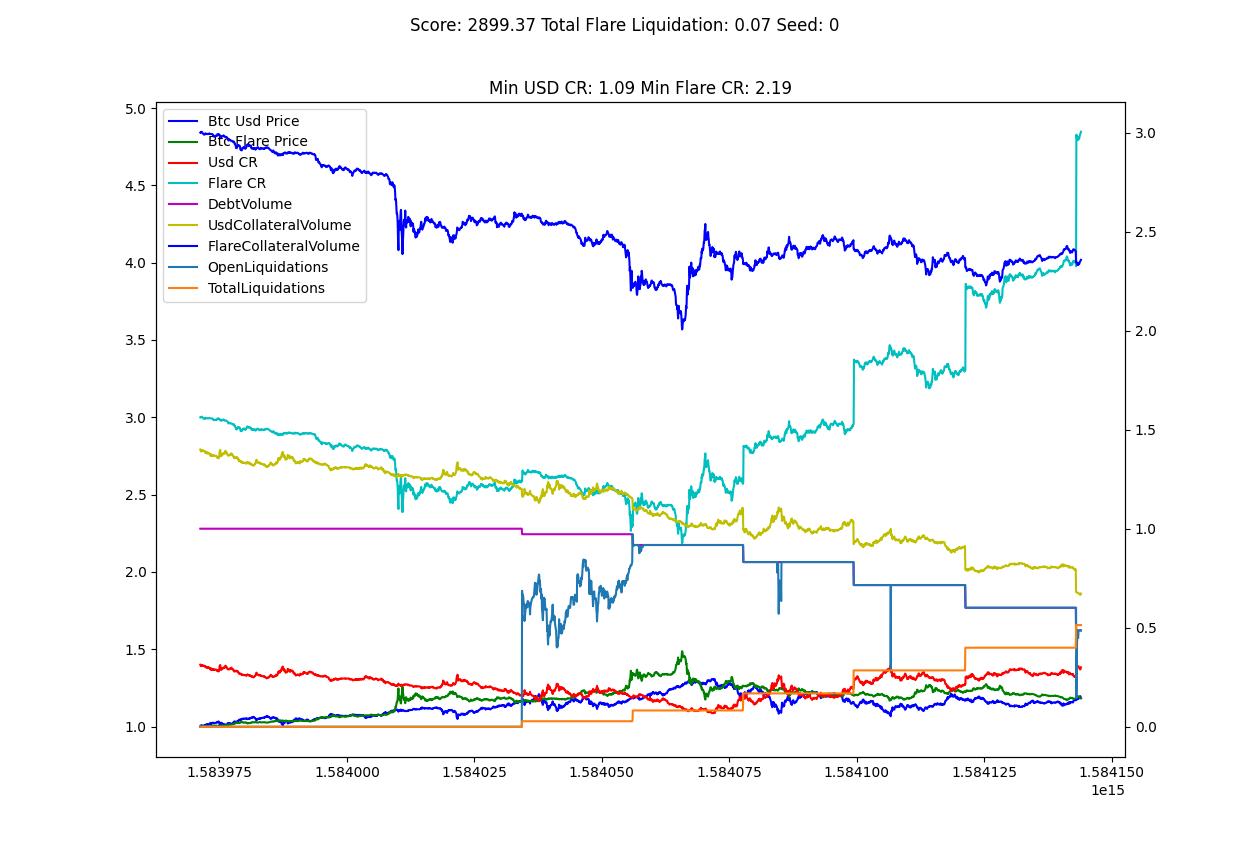 Score: 2899.37 Total Flare Liquidation: 0.07 Seed: 0
Min USD CR: 1.09 Min Flare CR: 2.19
5.0
4.5
4.0
3.5
3.0
2.5
2.0
1.5
1.0
Btc Usd Price
Btc Flare Price
Usd CR
Flare CR
DebtVolume
UsdCollateralVolume
FlareCollateralVolume
OpenLiquidations
TotalLiquidations
3.0
2.5
2.0
1.5
1.0
0.5
0.0
1.583975 1.584000 1.584025 1.584050 1.584075 1.584100 1.584125 1.584150
1e15